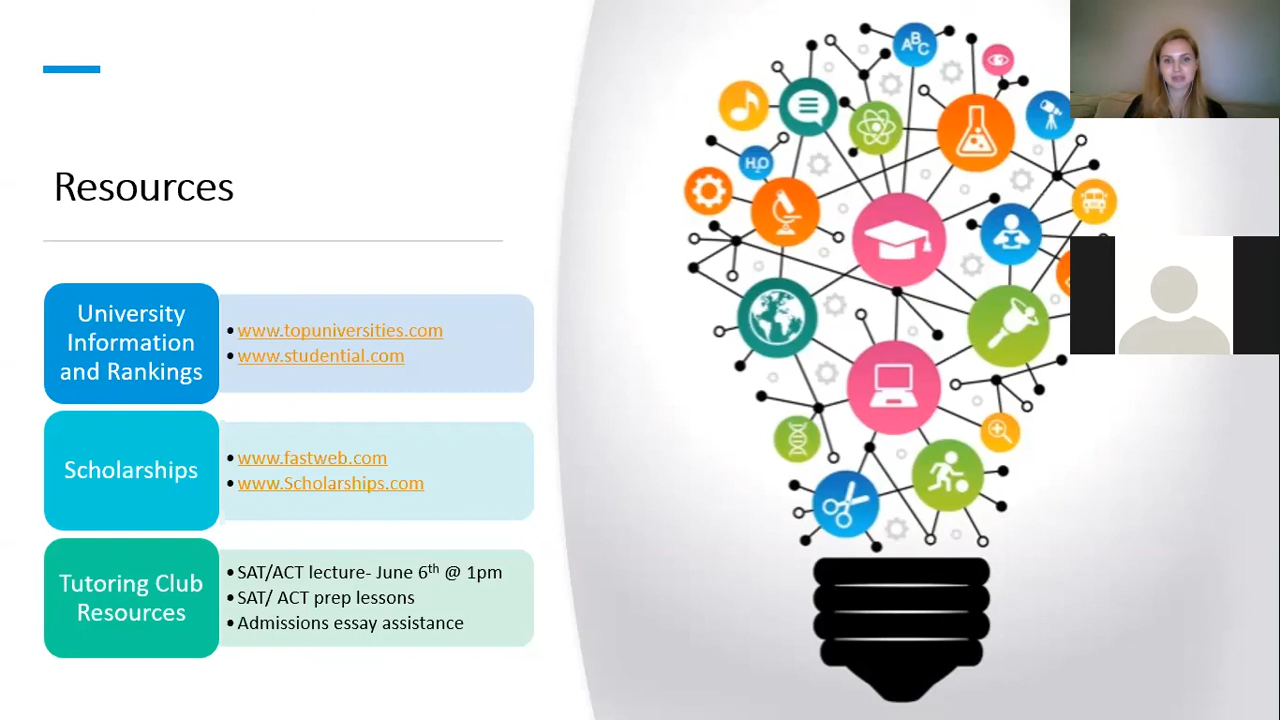 Resources
University
Information
and Rankings
• www.topuniversities.com
• www.studential.com
Scholarships
• www.fastweb.com
• www.Scholarships.com
Tutoring Club
Resources
• SAT/ACT lecture- June 6th @ 1pm
• SAT/ ACT prep lessons
• Admissions essay assistance
ABC
H₂O